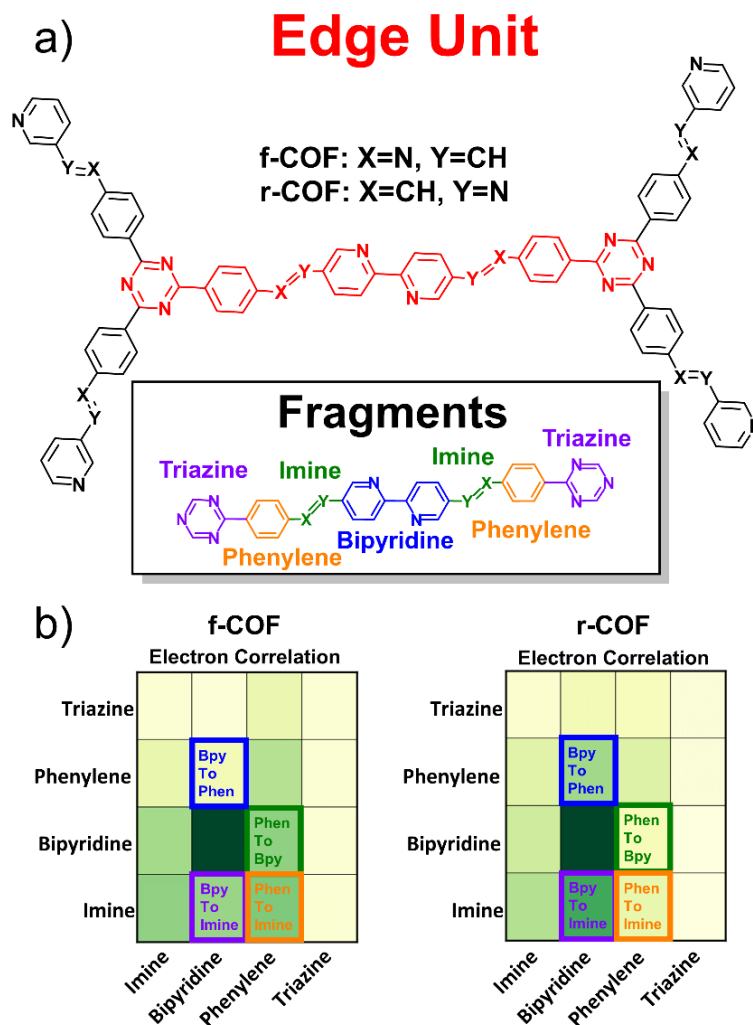 a)
Edge Unit
f-COF: X=N, Y=CH
r-COF: X=CH, Y=N
N
N
Y=X
Y
X
N
N
N
N
X
Y
N
N
Y
X
N
N
N
X
Y
N
X=Y
N
Fragments
Triazine
Imine
Imine
Triazine
N
N
N
X
Y
N
N
Y
X
N
N
N
Phenylene
Bipyridine
Phenylene
b)
f-COF
Electron Correlation
Triazine
Phenylene
Bipyridine
Imine
Bpy
To
Phen
Phen
To
Bpy
Bpy
To
Imine
Phen
To
Imine
Imine
Bipyridine
Phenylene
Triazine
r-COF
Electron Correlation
Triazine
Phenylene
Bipyridine
Imine
Bpy
To
Phen
Phen
To
Bpy
Bpy
To
Imine
Phen
To
Imine
Imine
Bipyridine
Phenylene
Triazine